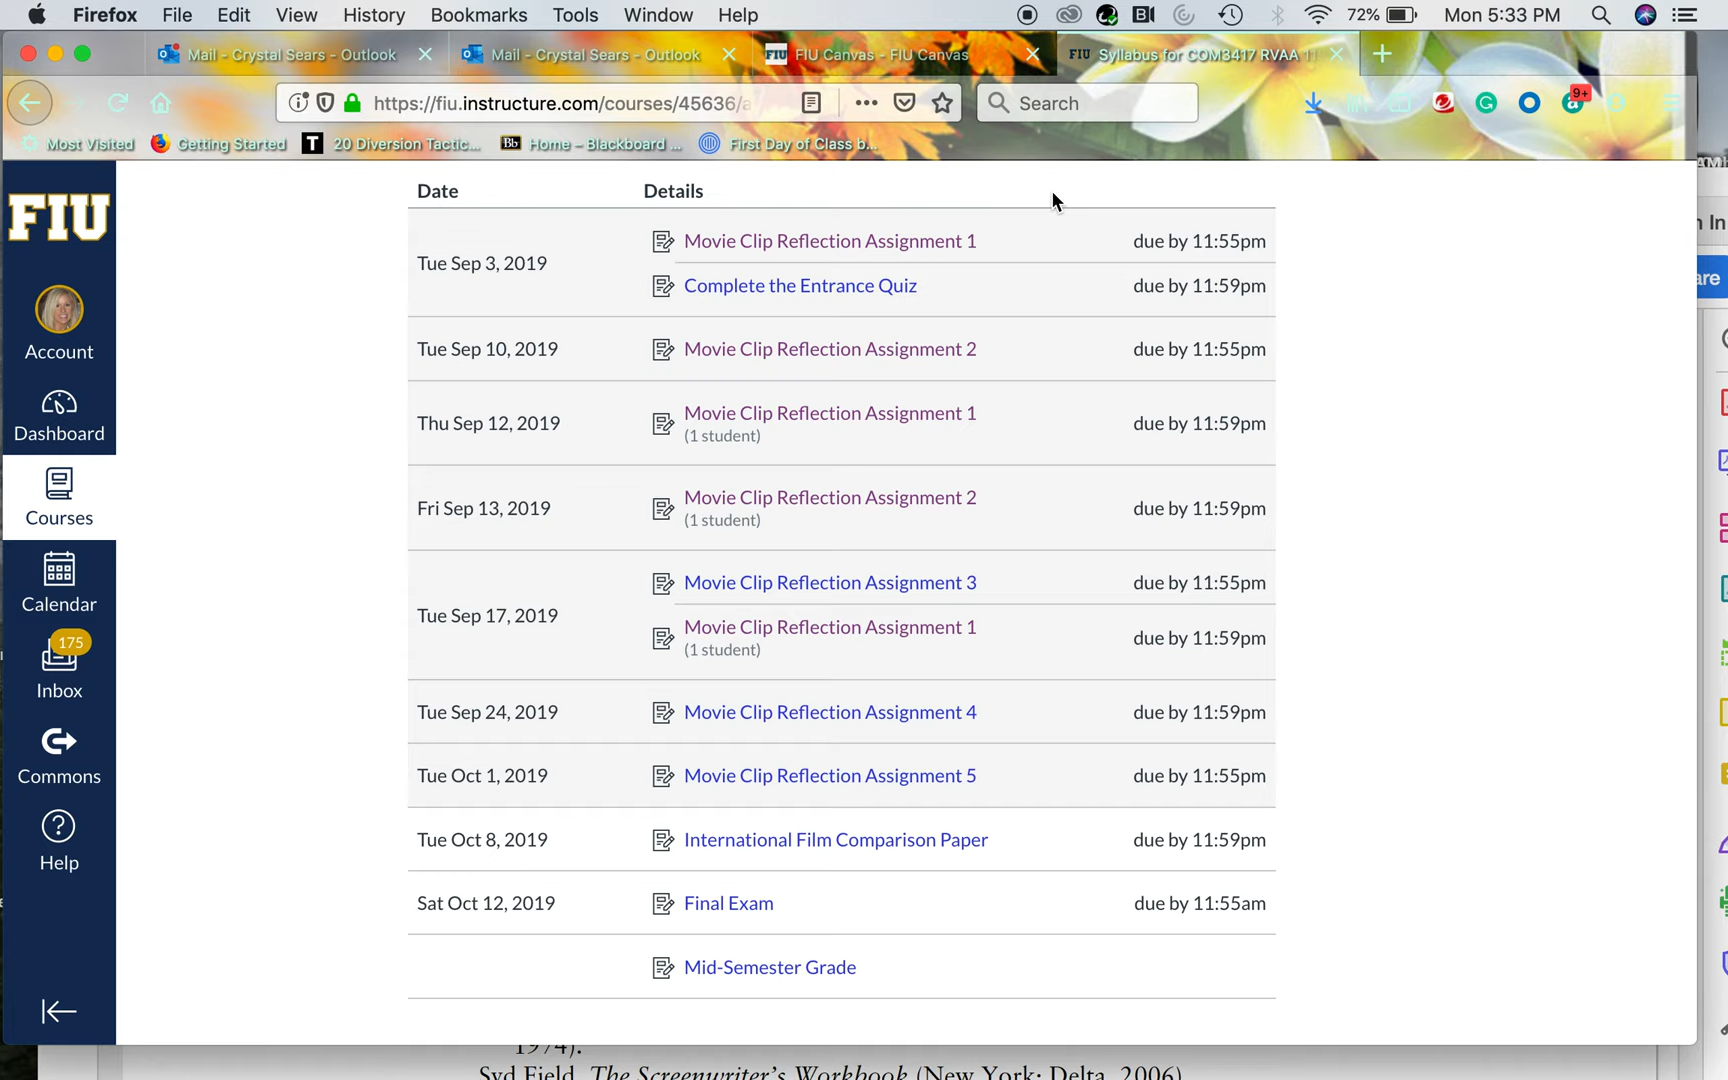 Firefox File Edit View History Bookmarks Tools Window Help 72% Mon 5:33 PM
Mail - Crystal Sears - Outlook Mail - Crystal Sears - Outlook FIU FIU Canvas - FIU Canvas FIU Syllabus for COM3417 RVAA 11
https://fiu.instructure.com/courses/45636/a Search 9+
Most Visited Getting Started T 20 Diversion Tactic... Bb Home – Blackboard ... First Day of Class b...
FIU
Account
Dashboard
Courses
Calendar
175
Inbox
Commons
Help
Date Details
Tue Sep 3, 2019 Movie Clip Reflection Assignment 1 due by 11:55pm
Complete the Entrance Quiz due by 11:59pm
Tue Sep 10, 2019 Movie Clip Reflection Assignment 2 due by 11:55pm
Thu Sep 12, 2019 Movie Clip Reflection Assignment 1 due by 11:59pm
(1 student)
Fri Sep 13, 2019 Movie Clip Reflection Assignment 2 due by 11:59pm
(1 student)
Tue Sep 17, 2019 Movie Clip Reflection Assignment 3 due by 11:55pm
Movie Clip Reflection Assignment 1 due by 11:59pm
(1 student)
Tue Sep 24, 2019 Movie Clip Reflection Assignment 4 due by 11:59pm
Tue Oct 1, 2019 Movie Clip Reflection Assignment 5 due by 11:55pm
Tue Oct 8, 2019 International Film Comparison Paper due by 11:59pm
Sat Oct 12, 2019 Final Exam due by 11:55am
Mid-Semester Grade
1974).
Syd Field, The Screenwriter's Workbook (New York: Delta, 2006)